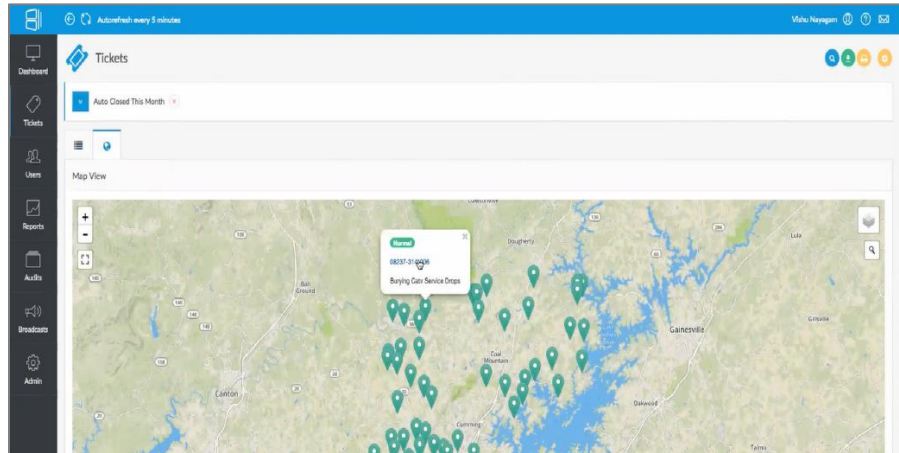 Autorefresh every 5 minutes
Vishu Nayagam
Dashboard
Tickets
Users
Reports
Audits
Broadcasts
Admin
Tickets
Auto Closed This Month
Map View
+
-
Normal
Burying Catv Service Drops
Dougherty
Lula
Ball
Ground
Gainesville
Gillsville
Coal
Mountain
Canton
Oakwood
Cumming